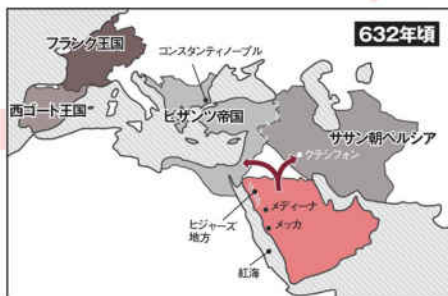 632年頃
フランク王国
コンスタンティノープル
西ゴート王国
ビザンツ帝国
ササン朝ペルシア
クテシフォン
ヒジャーズ
地方
メディーナ
メッカ
紅海